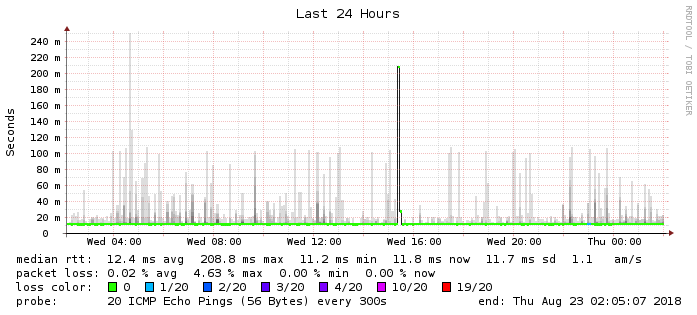 Last 24 Hours
RRDTOOL / TOBI OETIKER
Seconds
240 m
220 m
200 m
180 m
160 m
140 m
120 m
100 m
80 m
60 m
40 m
20 m
0
Wed 04:00 Wed 08:00 Wed 12:00 Wed 16:00 Wed 20:00 Thu 00:00
median rtt: 12.4 ms avg 208.8 ms max 11.2 ms min 11.8 ms now 11.7 ms sd 1.1 am/s
packet loss: 0.02 % avg 4.63 % max 0.00 % min 0.00 % now
loss color: 0 1/20 2/20 3/20 4/20 10/20 19/20
probe: 20 ICMP Echo Pings (56 Bytes) every 300s end: Thu Aug 23 02:05:07 2018